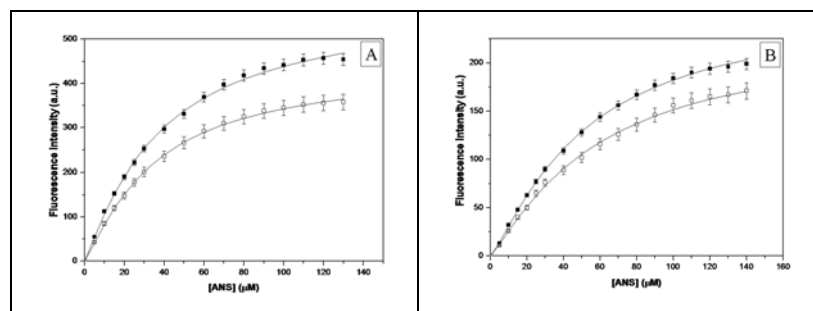 A
Fluorescence Intensity (a.u.)
500
400
300
200
100
0
0 20 40 60 80 100 120 140
[ANS] (μM)
B
Fluorescence Intensity (a.u.)
200
150
100
50
0
0 20 40 60 80 100 120 140 160
[ANS] (μM)